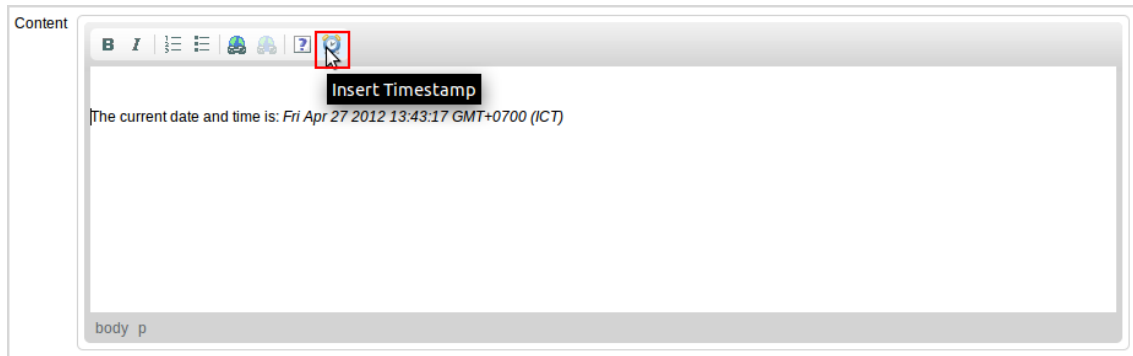 Content
B I
Insert Timestamp
The current date and time is: Fri Apr 27 2012 13:43:17 GMT+0700 (ICT)
body p